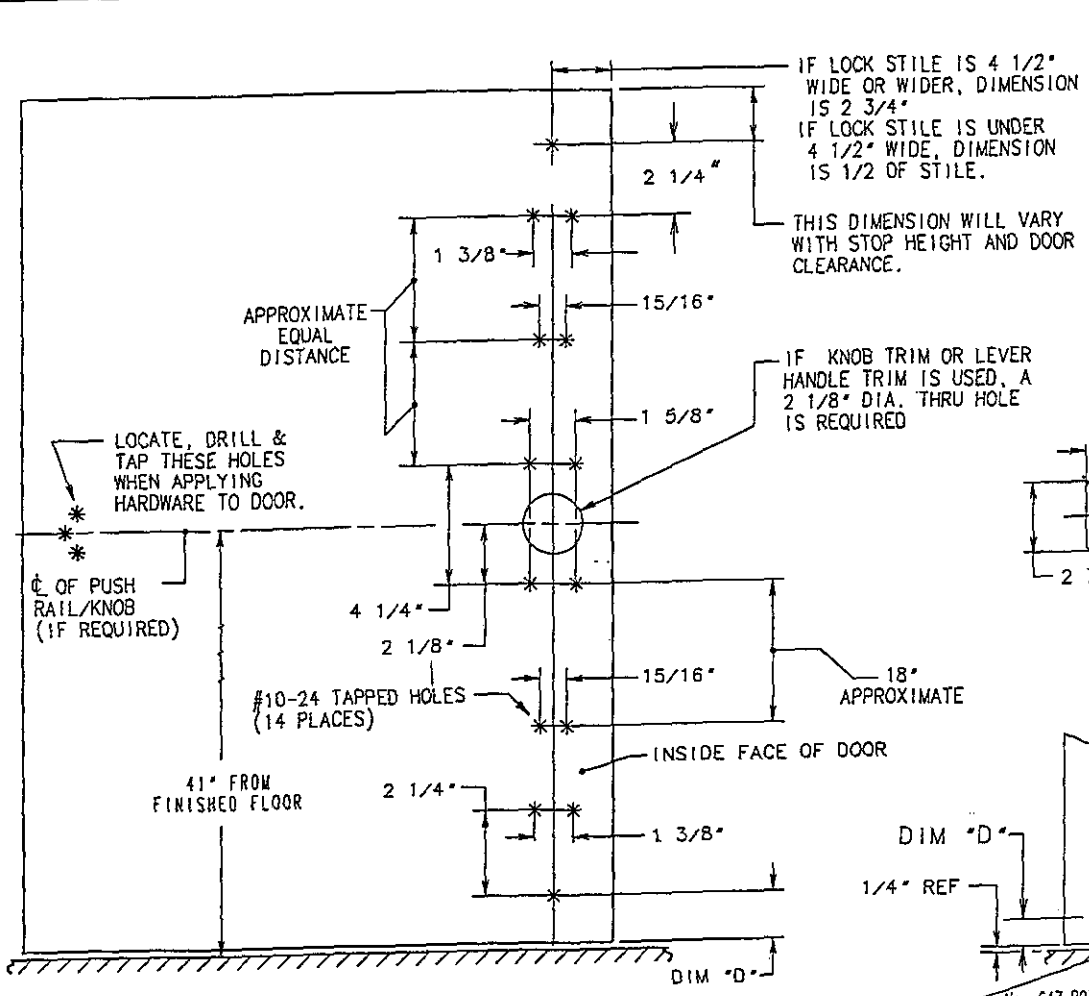 IF LOCK STILE IS 4 1/2"
WIDE OR WIDER, DIMENSION
IS 2 3/4"
IF LOCK STILE IS UNDER
4 1/2" WIDE, DIMENSION
IS 1/2 OF STILE.
2 1/4"
THIS DIMENSION WILL VARY
WITH STOP HEIGHT AND DOOR
CLEARANCE.
1 3/8"
15/16"
APPROXIMATE
EQUAL
DISTANCE
IF KNOB TRIM OR LEVER
HANDLE TRIM IS USED, A
2 1/8" DIA. THRU HOLE
IS REQUIRED
1 5/8"
LOCATE, DRILL &
TAP THESE HOLES
WHEN APPLYING
HARDWARE TO DOOR.
℄ OF PUSH
RAIL/KNOB
(IF REQUIRED)
2
4 1/4"
2 1/8"
15/16"
18"
APPROXIMATE
#10-24 TAPPED HOLES
(14 PLACES)
INSIDE FACE OF DOOR
41" FROM
FINISHED FLOOR
2 1/4"
1 3/8"
DIM "D"
1/4" REF
DIM "D"